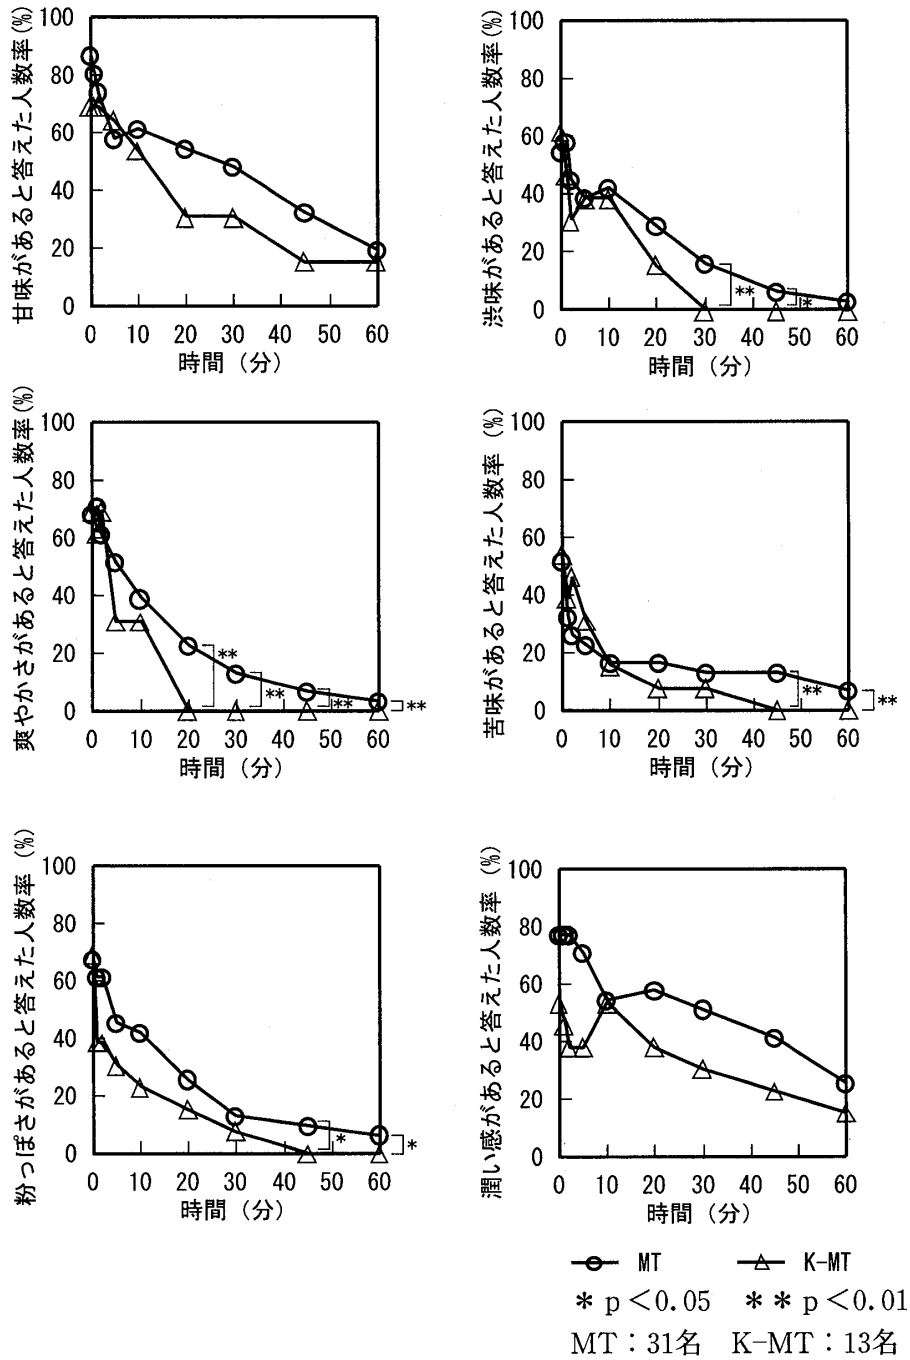 甘味があると答えた人数率(%)
100
80
60
40
20
0
0 10 20 30 40 50 60
時間（分）
渋味があると答えた人数率(%)
100
80
60
40
20
0
** *
0 10 20 30 40 50 60
時間（分）
爽やかさがあると答えた人数率(%)
100
80
60
40
20
0
** ** ** **
0 10 20 30 40 50 60
時間（分）
苦味があると答えた人数率(%)
100
80
60
40
20
0
** **
0 10 20 30 40 50 60
時間（分）
粉っぽさがあると答えた人数率(%)
100
80
60
40
20
0
* *
0 10 20 30 40 50 60
時間（分）
潤い感があると答えた人数率(%)
100
80
60
40
20
0
0 10 20 30 40 50 60
時間（分）
MT K-MT
* p<0.05 ** p<0.01
MT：31名 K-MT：13名